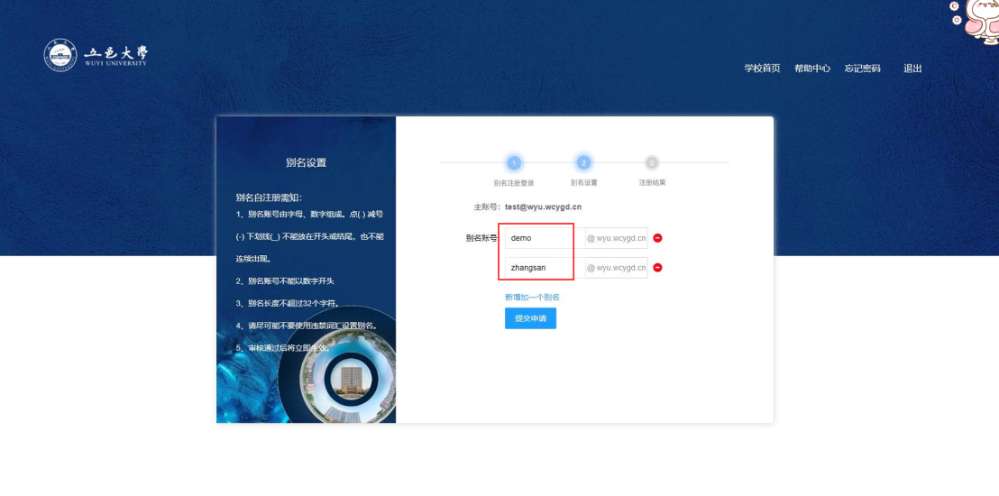 五邑大學
WUYI UNIVERSITY
学校首页 帮助中心 忘记密码 退出
别名设置
别名自注册需知：
1、别名账号由字母、数字组成。点(.) 减号
(-) 下划线(_) 不能放在开头或结尾，也不能
连续出现。
2、别名账号不能以数字开头
3、别名长度不超过32个字符。
4、请尽可能不要使用违禁词汇设置别名。
5、审核通过后将立即生效。
1 2 3
别名注册登录 别名设置 注册结果
主账号： test@wyu.wcygd.cn
别名账号 demo @ wyu.wcygd.cn
zhangsan @ wyu.wcygd.cn
新增加一个别名
提交申请